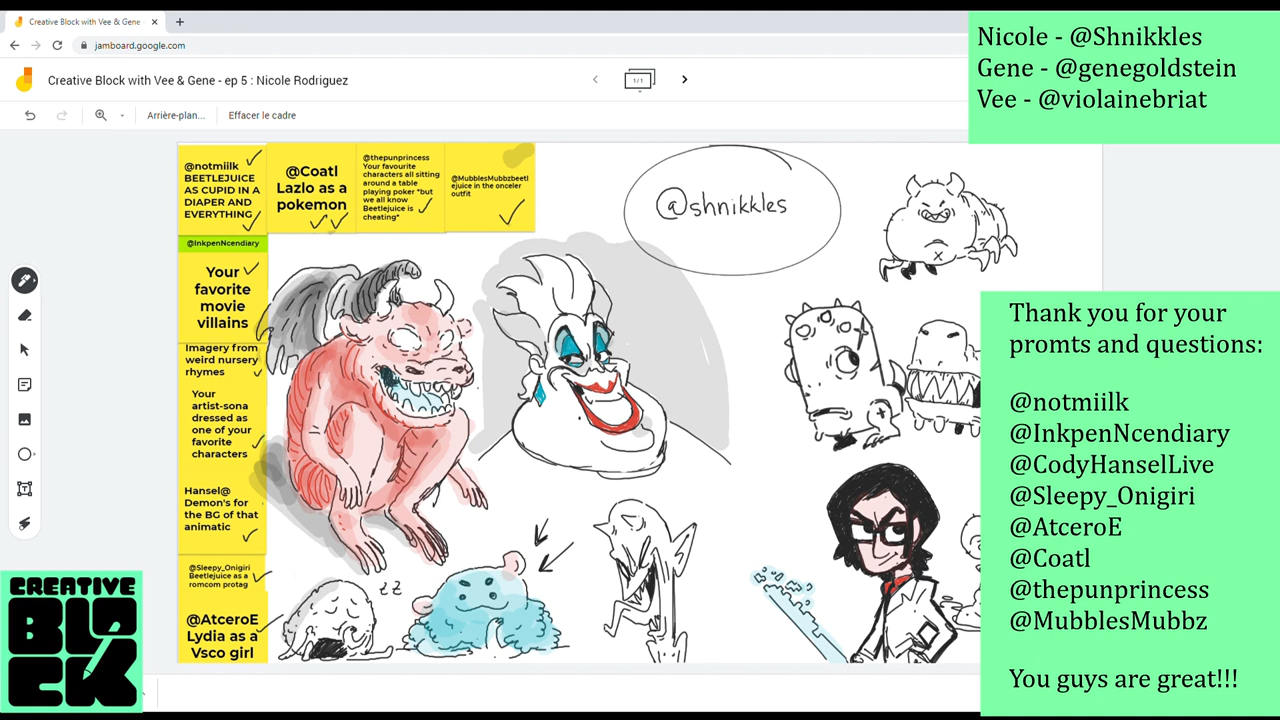 Creative Block with Vee & Gene
jamboard.google.com
Creative Block with Vee & Gene - ep 5 : Nicole Rodriguez
1/1
Arrière-plan...
Effacer le cadre
Nicole - @Shnikkles
Gene - @genegoldstein
Vee - @violainebriat
@notmiilk
BEETLEJUICE
AS CUPID IN A
DIAPER AND
EVERYTHING
@Coatl
Lazlo as a
pokemon
@thepunprincess
Your favourite
characters all sitting
around a table
playing poker *but
we all know
Beetlejuice is
cheating*
@MubblesMubbzbeetl
ejuice in the onceler
outfit
@shnikkles
@InkpenNcendiary
Your
favorite
movie
villains
Imagery from
weird nursery
rhymes
Your
artist-sona
dressed as
one of your
favorite
characters
Hansel@
Demon's for
the BG of that
animatic
@Sleepy_Onigiri
Beetlejuice as a
romcom protag
@AtceroE
Lydia as a
Vsco girl
zz
Thank you for your
promts and questions:
@notmiilk
@InkpenNcendiary
@CodyHanselLive
@Sleepy_Onigiri
@AtceroE
@Coatl
@thepunprincess
@MubblesMubbz
You guys are great!!!
CREATIVE
BLOCK